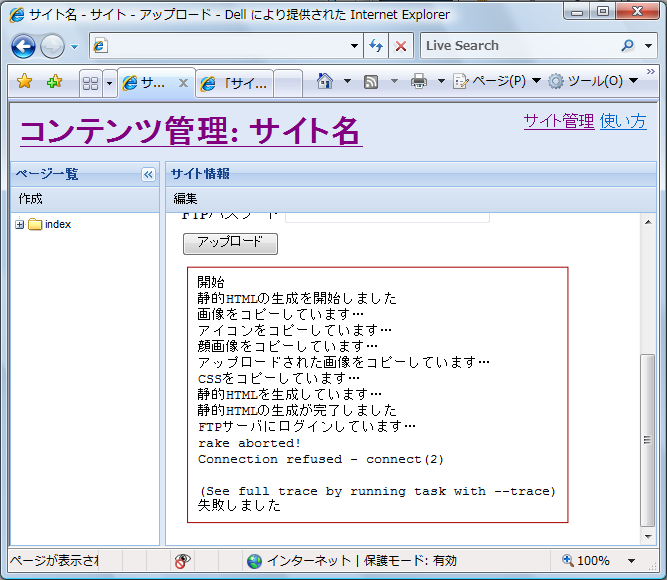 サイト名 - サイト - アップロード - Dell により提供された Internet Explorer
Live Search
サ...
「サイ...
ページ(P)
ツール(O)
コンテンツ管理: サイト名
サイト管理 使い方
ページ一覧
サイト情報
作成
編集
index
FTPパスワード
アップロード
開始
静的HTMLの生成を開始しました
画像をコピーしています…
アイコンをコピーしています…
顔画像をコピーしています…
アップロードされた画像をコピーしています…
CSSをコピーしています…
静的HTMLを生成しています…
静的HTMLの生成が完了しました
FTPサーバにログインしています…
rake aborted!
Connection refused - connect(2)
(See full trace by running task with --trace)
失敗しました
ページが表示され
インターネット | 保護モード: 有効
100%